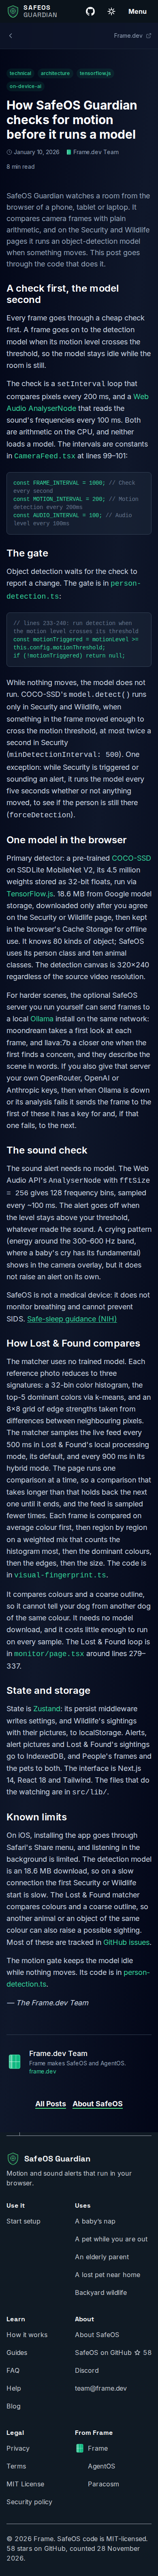 SAFEOS
GUARDIAN
Menu
Frame.dev
technical
architecture
tensorflow.js
on-device-ai
How SafeOS Guardian
checks for motion
before it runs a model
January 10, 2026
Frame.dev Team
8 min read
SafeOS Guardian watches a room from the
browser of a phone, tablet or laptop. It
compares camera frames with plain
arithmetic, and on the Security and Wildlife
pages it runs an object-detection model
when something moves. This post goes
through the code that does it.
A check first, the model
second
Every frame goes through a cheap check
first. A frame goes on to the detection
model when its motion level crosses the
threshold, so the model stays idle while the
room is still.
The check is a setInterval loop that
compares pixels every 200 ms, and a Web
Audio AnalyserNode that reads the
sound's frequencies every 100 ms. Both
are arithmetic on the CPU, and neither
loads a model. The intervals are constants
in CameraFeed.tsx at lines 99–101:
const FRAME_INTERVAL = 1000; // Check
every second
const MOTION_INTERVAL = 200; // Motion
detection every 200ms
const AUDIO_INTERVAL = 100; // Audio
level every 100ms
The gate
Object detection waits for the check to
report a change. The gate is in person-
detection.ts:
// lines 233-240: run detection when
the motion level crosses its threshold
const motionTriggered = motionLevel >=
this.config.motionThreshold;
if (!motionTriggered) return null;
While nothing moves, the model does not
run. COCO-SSD's model.detect() runs
in Security and Wildlife, when
something in the framed moved enough to
cross the motion threshold, at most twice a
second in Security
(minDetectionInterval: 500). One
exception: while Security is triggered or
sounding an alert, it runs the model every
five seconds whether or not anything
moved, to see if the person is still there
(forceDetection).
One model in the browser
Primary detector: a pre-trained COCO-SSD
on SSDLite MobileNet V2, its 4.5 million
weights stored as 32-bit floats, run via
TensorFlow.js. 18.6 MB from Google model
storage, downloaded only after you agree
on the Security or Wildlife page, then kept
in the browser's Cache Storage for offline
use. It knows 80 kinds of object; SafeOS
uses its person class and ten animal
classes. The detection canvas is 320×240
regardless of the source video resolution.
For harder scenes, the optional SafeOS
server you run yourself can send frames to
a local Ollama install on the same network:
moondream takes a first look at each
frame, and llava:7b a closer one when the
first finds a concern, and they describe the
scene in words. If you also give that server
your own OpenRouter, OpenAI or
Anthropic keys, then when Ollama is down
or its analysis fails it sends the frame to the
first of these it has a key for and, if that
fails, to the next.
The sound check
The sound alert needs no model. The Web
Audio API's AnalyserNode with fftSize
= 256 gives 128 frequency bins, sampled
every ~100 ms. The alert goes off when
the level stays above your threshold,
whatever made the sound. A crying pattern
(energy around the 300–600 Hz band,
where a baby's cry has its fundamental)
shows in the camera overlay, but it does
not raise an alert on its own.
SafeOS is not a medical device: it does not
monitor breathing and cannot prevent
SIDS. Safe-sleep guidance (NIH)
How Lost & Found compares
The matcher uses no trained model. Each
reference photo reduces to three
signatures: a 32-bin color histogram, the
top-5 dominant colors via k-means, and an
8×8 grid of edge strength computed from
differences between neighbouring pixels.
The matcher samples the live feed every
500 ms in Lost & Found's local processing
mode, its default, and every 900 ms in its
hybrid mode. The page runs one
comparison at a time, so a comparison that
takes longer than the interval holds back
the next one until it ends, and the feed is
sampled less often. Each frame is compared on
average colour first, then region by region
on a weighted mix that counts the
histogram most, then the dominant colours,
then the edges, then the size. The code is
in visual-fingerprint.ts.
It compares colours and a coarse outline,
so it cannot tell your animal from another dog
of the same color. It needs no model
download, and it costs little enough to run
on every sample. The Lost & Found loop is
in monitor/page.tsx around lines 279–
337.
State and storage
State is Zustand: its persist middleware
writes settings, and Wildlife's sightings
with their pictures, to localStorage. Alerts,
alert pictures and Lost & Found's sightings
go to IndexedDB, and People's frames and
their embeddings to both. The interface is Next.js
14, React 18 and Tailwind. The parts that
do the watching are in src/lib/.
Known limits
On iOS, installing the app goes through
Safari's Share menu, and listening in the
background is limited. The detection model
is an 18.6 MB download, so on a slow
connection the first Security or Wildlife
start is slow. The Lost & Found matcher
compares colours and a coarse outline, so
another animal or an object of the same
color can also raise a possible sighting.
Most of these are tracked in GitHub issues.
The motion gate keeps the model idle
while nothing moves. Its code is in person-
detection.ts.
— The Frame.dev Team
Frame.dev Team
Frame makes SafeOS and AgentOS.
frame.dev
All Posts
About SafeOS
SafeOS Guardian
Motion and sound alerts that run in your
browser.
Use it
Start setup
Uses
A baby's nap
A pet while you are out
An elderly parent
A lost pet near home
Backyard wildlife
Learn
How it works
Guides
FAQ
Help
Blog
About
About SafeOS
SafeOS on GitHub ☆ 58
Discord
team@frame.dev
Legal
Privacy
Terms
MIT License
Security policy
From Frame
Frame
AgentOS
Paracosm
© 2026 Frame. SafeOS code is MIT-licensed.
58 stars on GitHub, counted 28 November
2026.